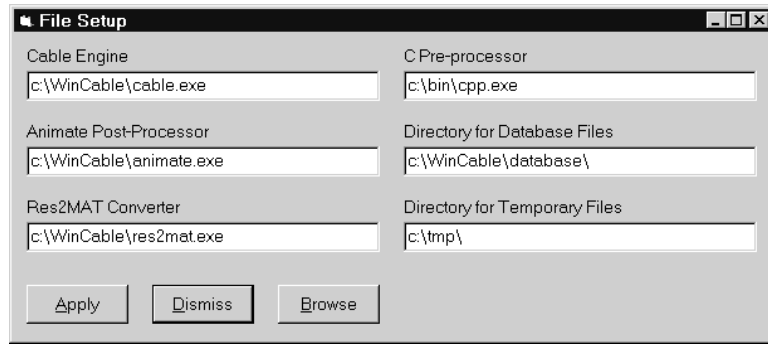 File Setup
Cable Engine
c:\WinCable\cable.exe
C Pre-processor
c:\bin\cpp.exe
Animate Post-Processor
c:\WinCable\animate.exe
Directory for Database Files
c:\WinCable\database\
Res2MAT Converter
c:\WinCable\res2mat.exe
Directory for Temporary Files
c:\tmp\
Apply
Dismiss
Browse